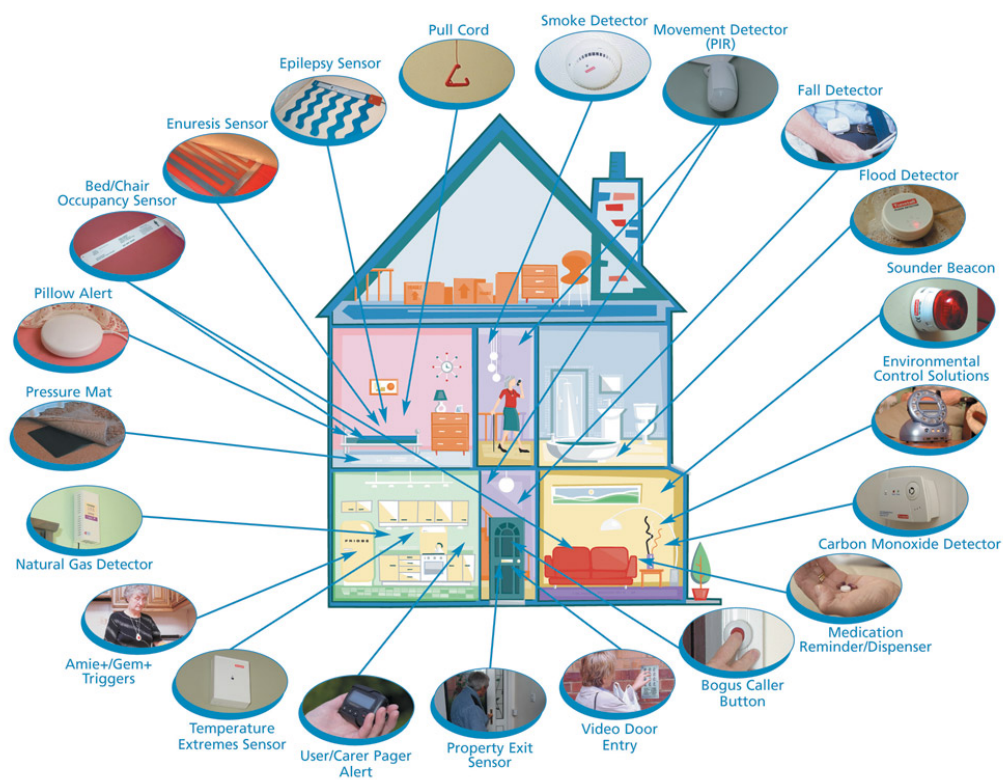 Smoke Detector
Pull Cord
Movement Detector
(PIR)
Epilepsy Sensor
Fall Detector
Enuresis Sensor
Flood Detector
Bed/Chair
Occupancy Sensor
Sounder Beacon
Pillow Alert
Environmental
Control Solutions
Pressure Mat
FRIDGE
Carbon Monoxide Detector
Natural Gas Detector
Medication
Reminder/Dispenser
Amie+/Gem+
Triggers
Bogus Caller
Button
Temperature
Extremes Sensor
User/Carer Pager
Alert
Property Exit
Sensor
Video Door
Entry